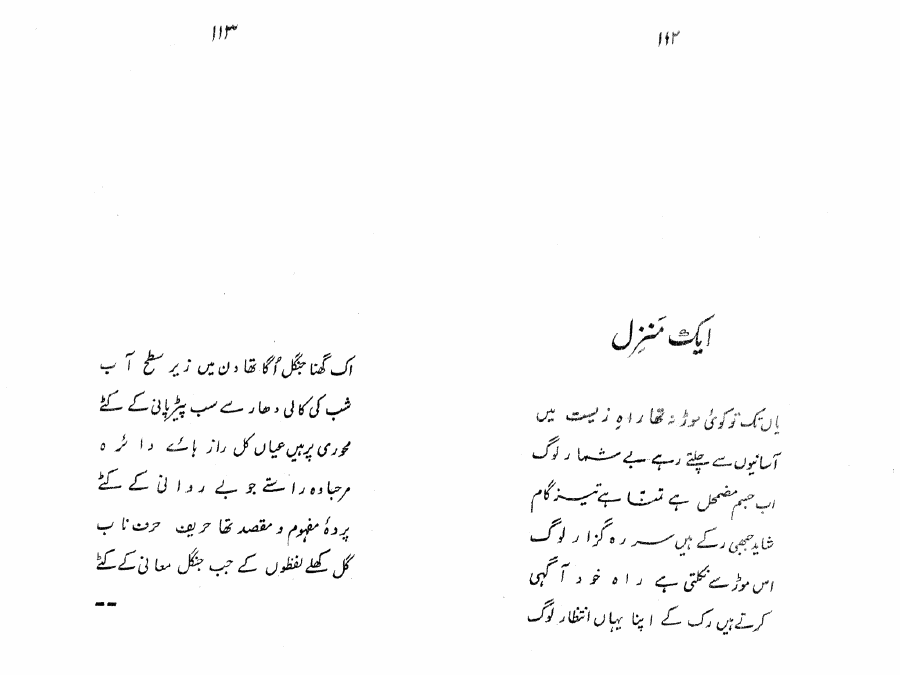 ۱۱۲
ایک منزل
یاں تک تو کوئی موڑ نہ تھا راہِ زیست میں
آسانیوں سے چلتے رہے بے شمار لوگ
اب جسم مضمحل ہے تمنا ہے تیز گام
شاید جبھی رکے ہیں سرِ رہ گزار لوگ
اس موڑ سے نکلتی ہے راہ خود آگہی
کرتے ہیں رک کے اپنا یہاں انتظار لوگ
۱۱۳
اک گھنا جنگل اُگا تھا دن میں زیر سطح آب
شب کی کالی دھار سے سب پیڑ پانی کے کٹے
محوری پر ہیں عیاں کل راز ہائے دائرہ
مرحبا وہ راستے جو بے روانی کے کٹے
پردۂ مفہوم و مقصد تھا حریف حرف ناب
گل کھلے لفظوں کے جب جنگل معانی کے کٹے